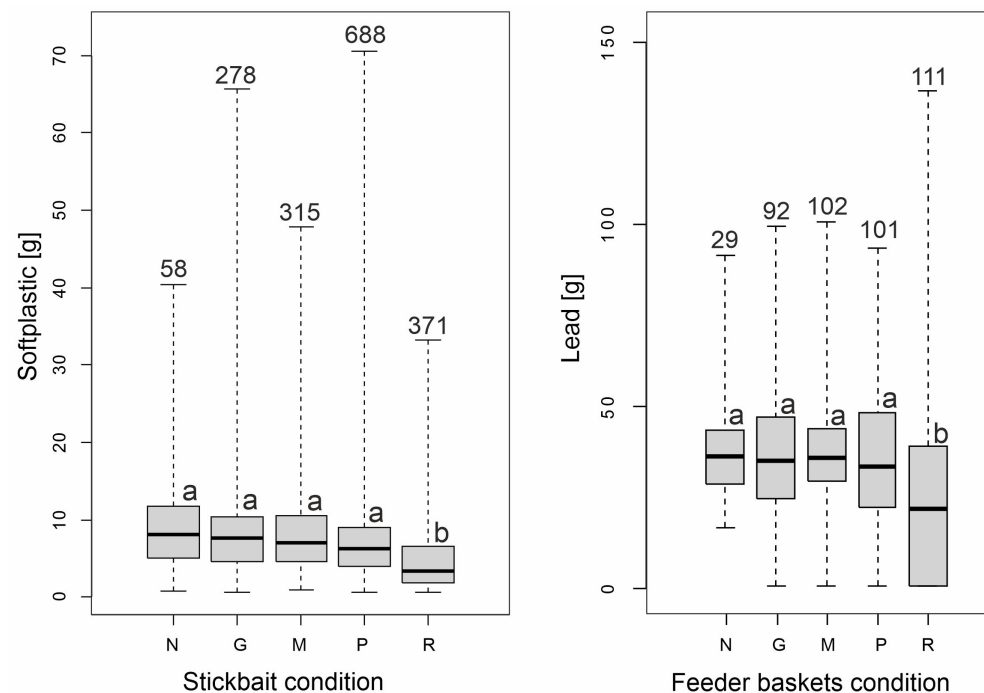 Softplastic [g]
70
60
50
40
30
20
10
0
58
278
315
688
371
a
a
a
a
b
N G M P R
Stickbait condition
Lead [g]
150
100
50
0
29
92
102
101
111
a
a
a
a
b
N G M P R
Feeder baskets condition